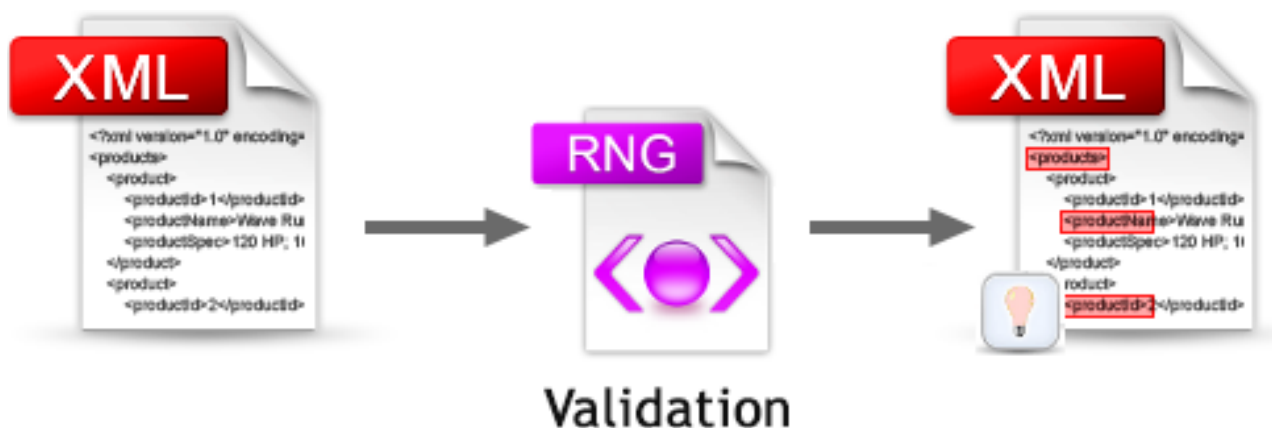 XML
<?xml version="1.0" encoding=
<products>
<product>
<productId>1</productId>
<productName>Wave Ru
<productSpec>120 HP; 1
</product>
<product>
<productId>2</productId>
RNG
Validation
XML
<?xml version="1.0" encoding=
<products>
<product>
<productId>1</productId>
<productName>Wave Ru
<productSpec>120 HP; 1
</product>
roduct>
<productId>2</productId>